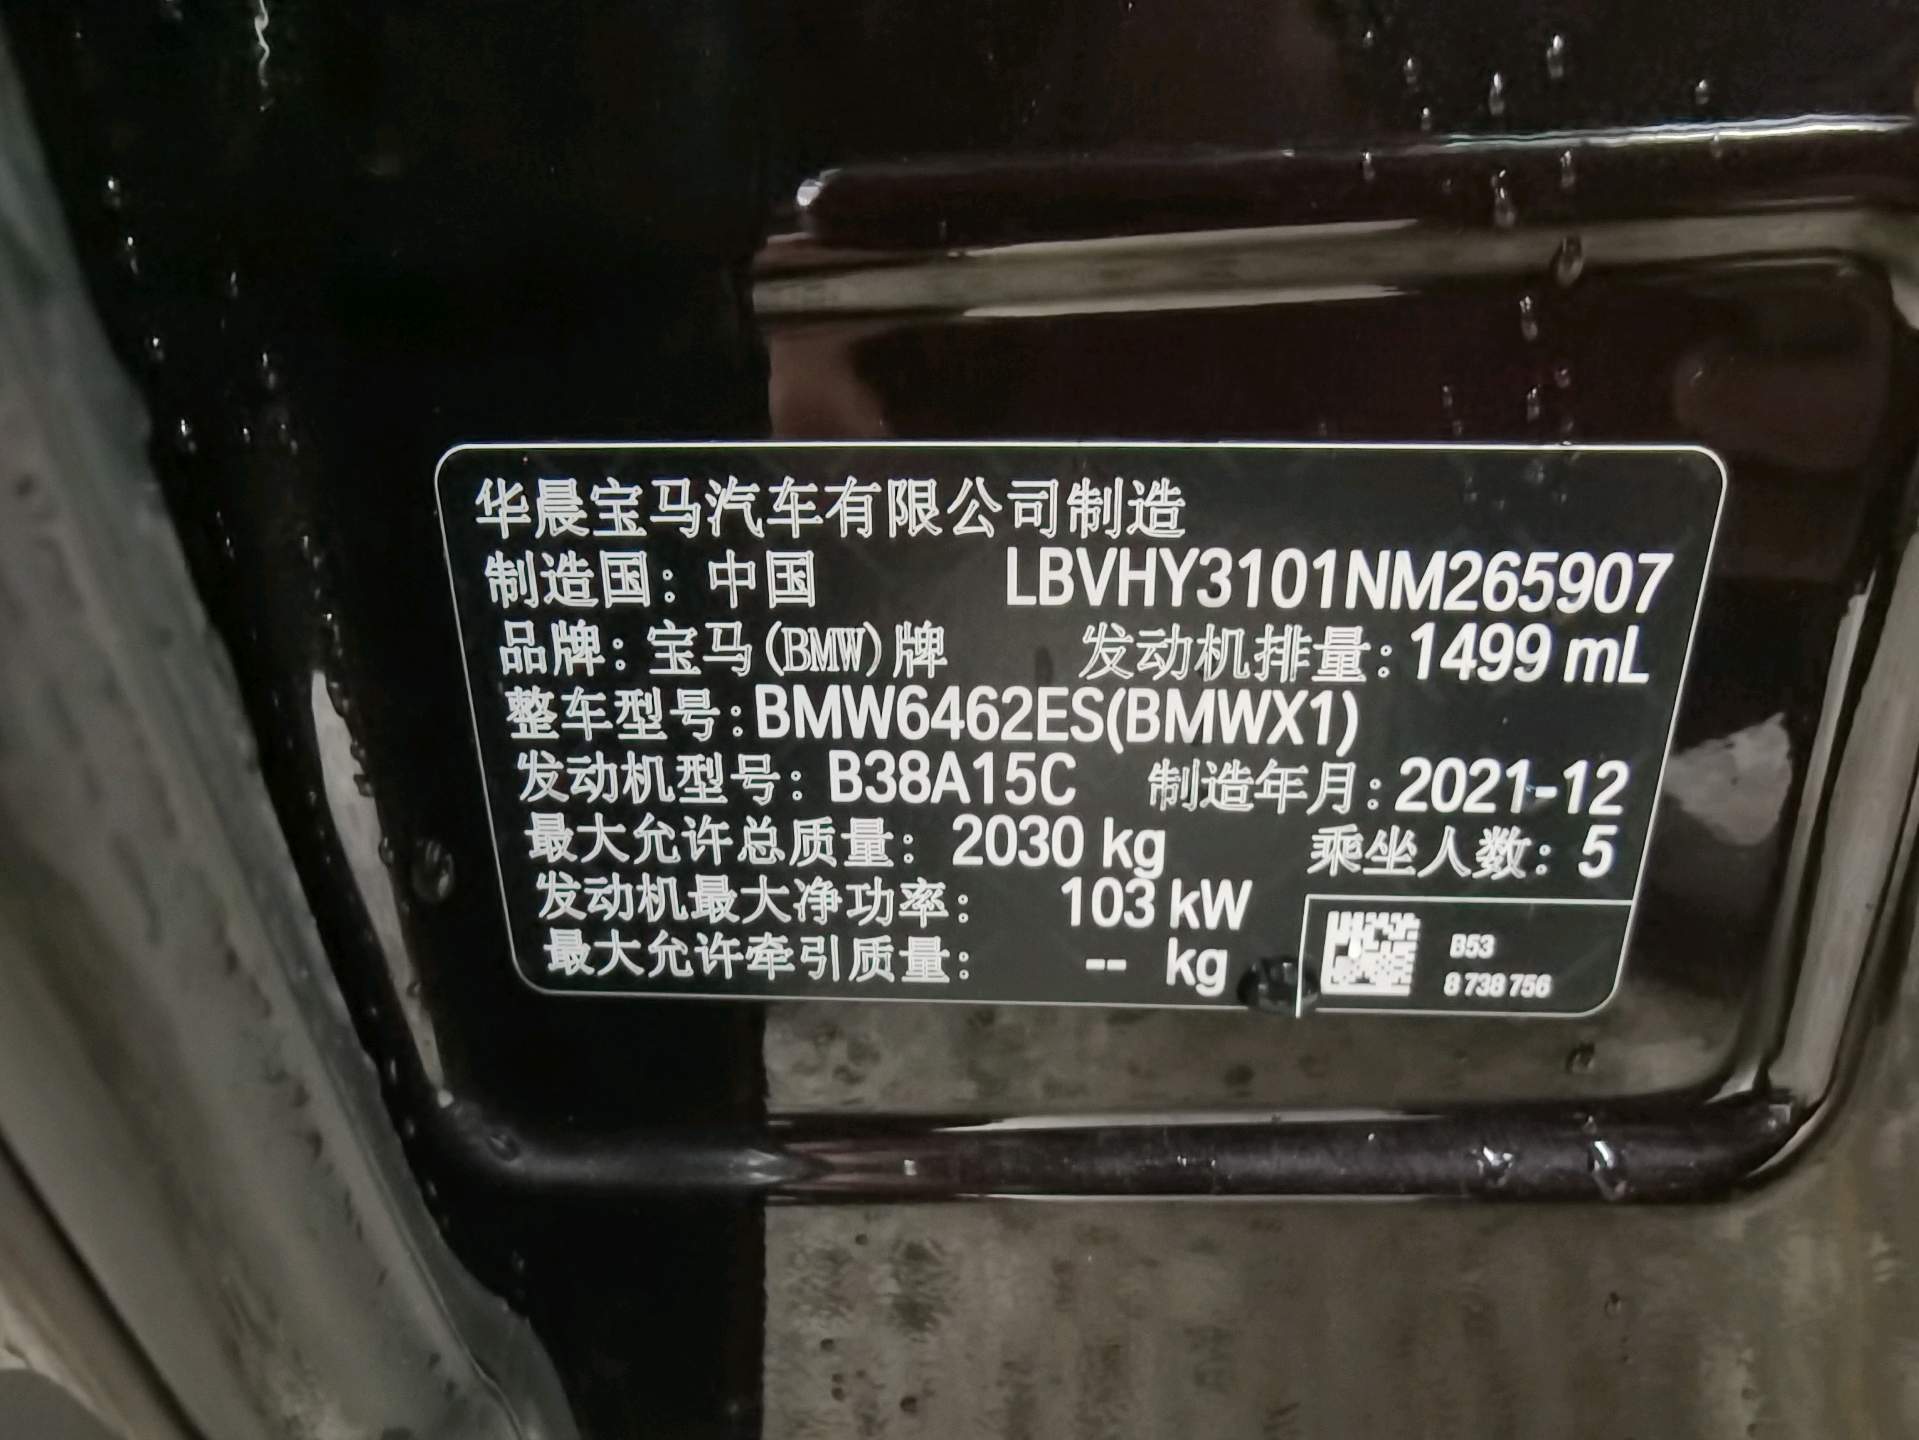 华晨宝马汽车有限公司制造
制造国：中国 LBVHY3101NM265907
品牌：宝马(BMW)牌 发动机排量：1499 mL
整车型号：BMW6462ES(BMWX1)
发动机型号：B38A15C 制造年月：2021-12
最大允许总质量：2030 kg 乘坐人数：5
发动机最大净功率：103 kW
最大允许牵引质量：-- kg
B53
8 738 756